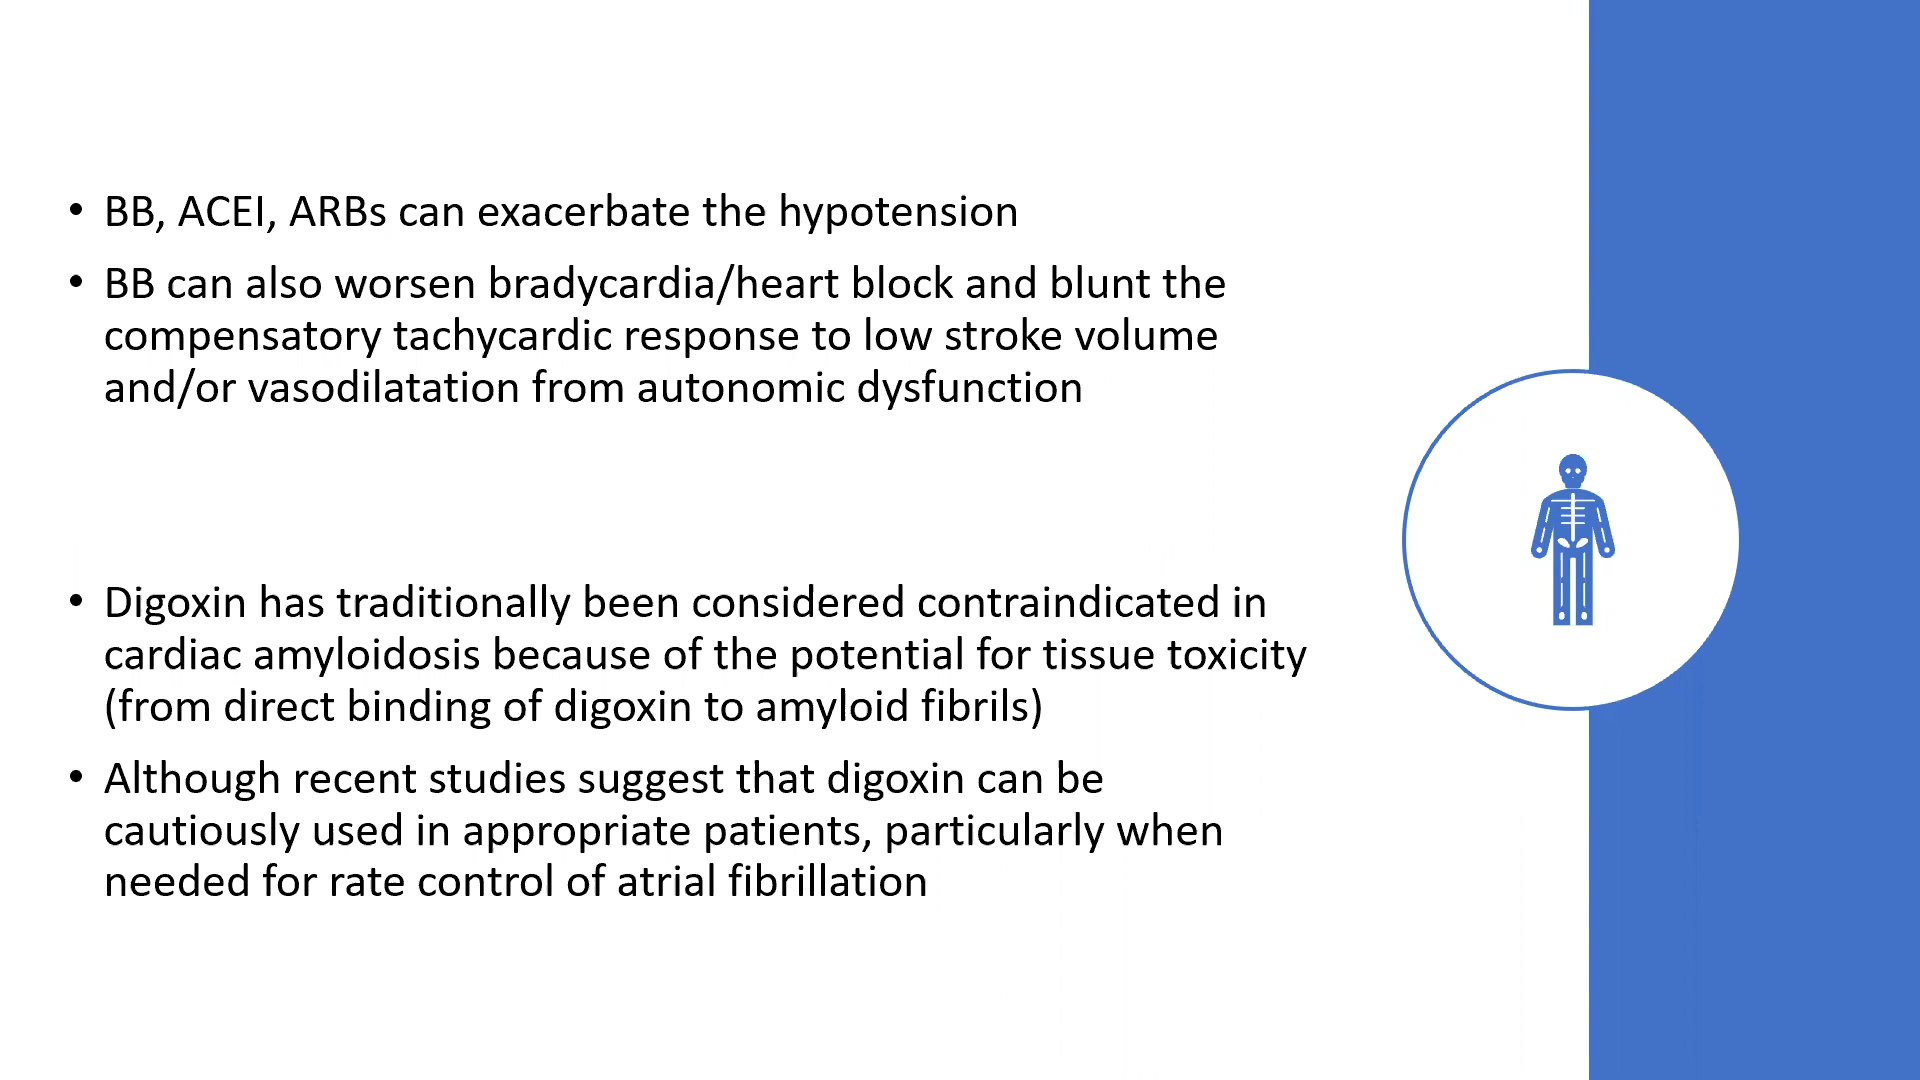 • BB, ACEI, ARBs can exacerbate the hypotension
• BB can also worsen bradycardia/heart block and blunt the
compensatory tachycardic response to low stroke volume
and/or vasodilatation from autonomic dysfunction
• Digoxin has traditionally been considered contraindicated in
cardiac amyloidosis because of the potential for tissue toxicity
(from direct binding of digoxin to amyloid fibrils)
• Although recent studies suggest that digoxin can be
cautiously used in appropriate patients, particularly when
needed for rate control of atrial fibrillation